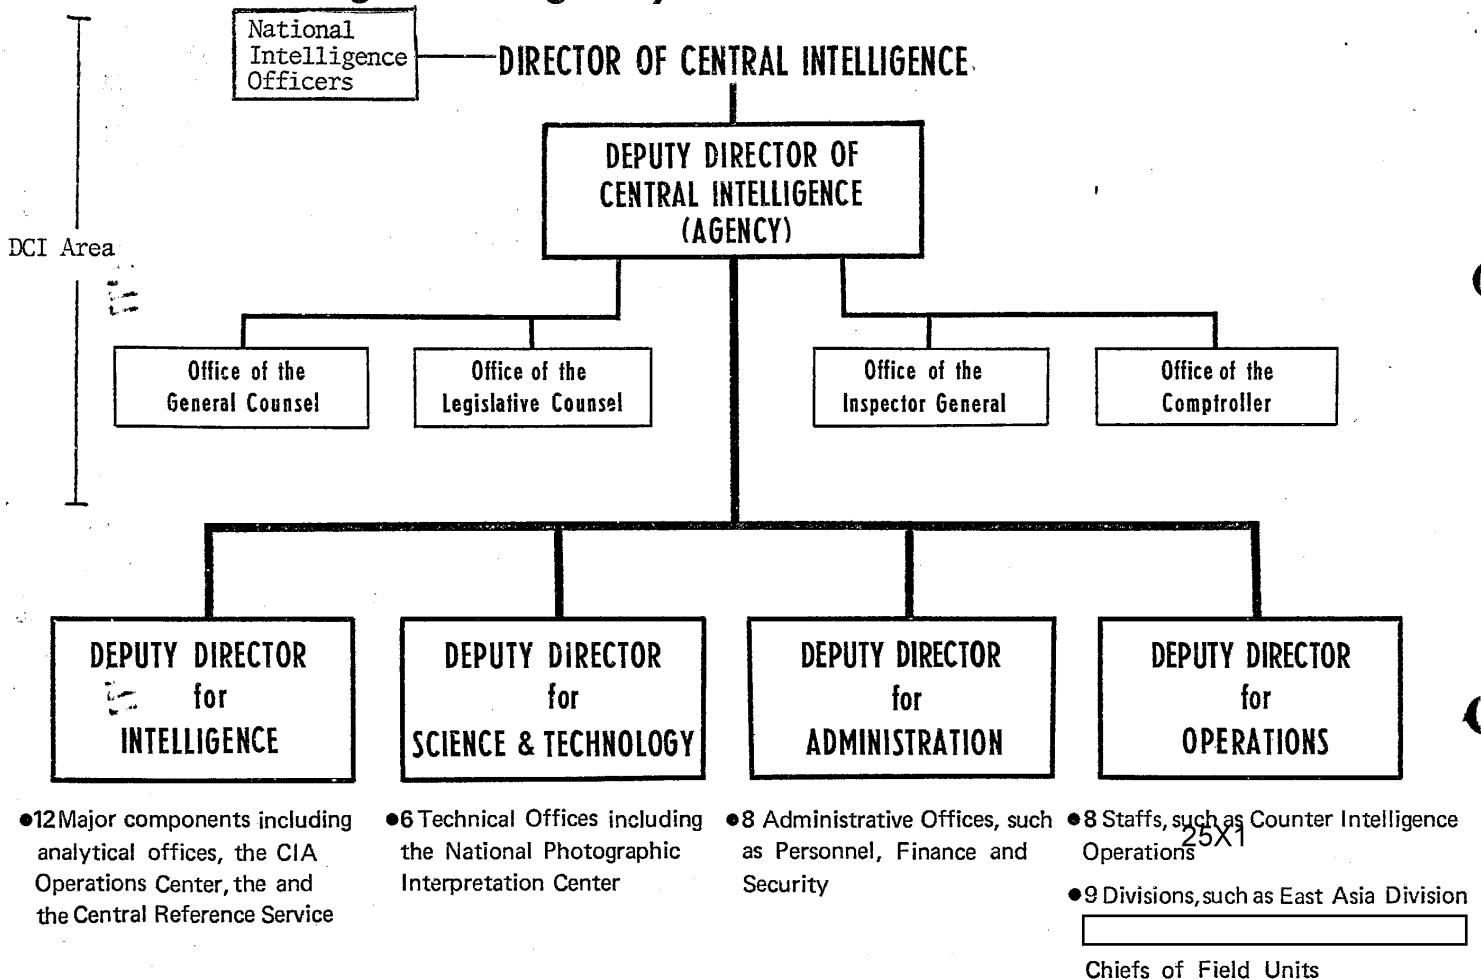 National
Intelligence
Officers
DIRECTOR OF CENTRAL INTELLIGENCE
DEPUTY DIRECTOR OF
CENTRAL INTELLIGENCE
(AGENCY)
DCI Area
Office of the
General Counsel
Office of the
Legislative Counsel
Office of the
Inspector General
Office of the
Comptroller
DEPUTY DIRECTOR
for
INTELLIGENCE
DEPUTY DIRECTOR
for
SCIENCE & TECHNOLOGY
DEPUTY DIRECTOR
for
ADMINISTRATION
DEPUTY DIRECTOR
for
OPERATIONS
●12 Major components including
analytical offices, the CIA
Operations Center, the and
the Central Reference Service
●6 Technical Offices including
the National Photographic
Interpretation Center
●8 Administrative Offices, such
as Personnel, Finance and
Security
●8 Staffs, such as Counter Intelligence
Operations
25X1
●9 Divisions, such as East Asia Division
Chiefs of Field Units